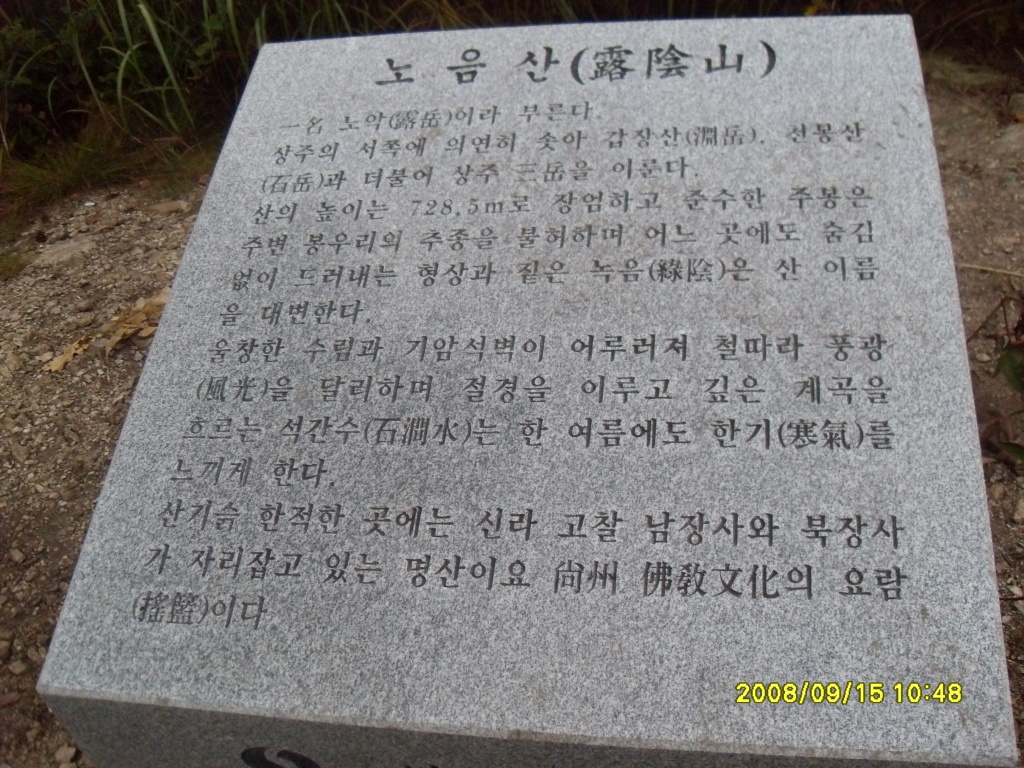 노 음 산(露陰山)
一名 노악(露岳)이라 부른다.
상주의 서쪽에 의연히 솟아 갑장산(淵岳). 천봉산
(石岳)과 더불어 상주 三岳을 이룬다.
산의 높이는 728.5m로 장엄하고 준수한 주봉은
주변 봉우리의 추종을 불허하며 어느 곳에도 숨김
없이 드러내는 형상과 짙은 녹음(綠陰)은 산 이름
을 대변한다.
울창한 수림과 기암석벽이 어루러져 철따라 풍광
(風光)을 달리하며 절경을 이루고 깊은 계곡을
흐르는 석간수(石澗水)는 한 여름에도 한기(寒氣)를
느끼게 한다.
산기슭 한적한 곳에는 신라 고찰 남장사와 북장사
가 자리잡고 있는 명산이요 尙州 佛敎文化의 요람
(搖籃)이다
2008/09/15 10:48